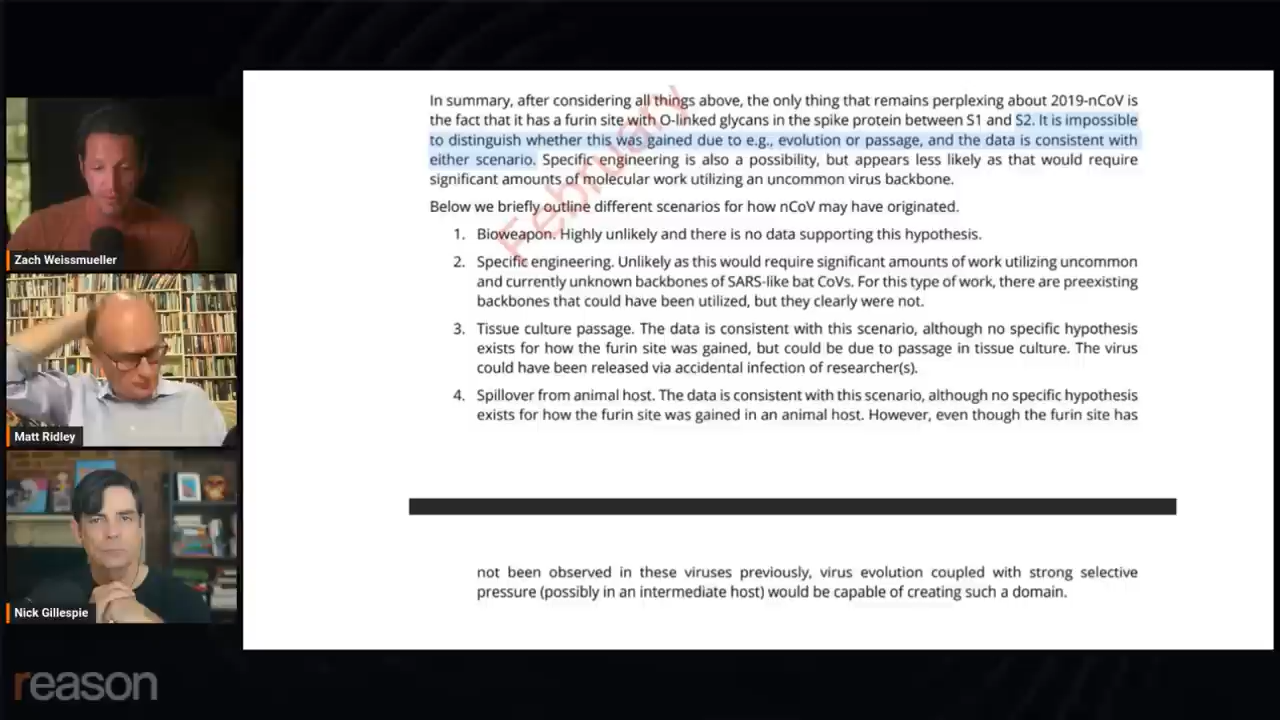 In summary, after considering all things above, the only thing that remains perplexing about 2019-nCoV is
the fact that it has a furin site with O-linked glycans in the spike protein between S1 and S2. It is impossible
to distinguish whether this was gained due to e.g., evolution or passage, and the data is consistent with
either scenario. Specific engineering is also a possibility, but appears less likely as that would require
significant amounts of molecular work utilizing an uncommon virus backbone.
Below we briefly outline different scenarios for how nCoV may have originated.
1. Bioweapon. Highly unlikely and there is no data supporting this hypothesis.
2. Specific engineering. Unlikely as this would require significant amounts of work utilizing uncommon
and currently unknown backbones of SARS-like bat CoVs. For this type of work, there are preexisting
backbones that could have been utilized, but they clearly were not.
3. Tissue culture passage. The data is consistent with this scenario, although no specific hypothesis
exists for how the furin site was gained, but could be due to passage in tissue culture. The virus
could have been released via accidental infection of researcher(s).
4. Spillover from animal host. The data is consistent with this scenario, although no specific hypothesis
exists for how the furin site was gained in an animal host. However, even though the furin site has
not been observed in these viruses previously, virus evolution coupled with strong selective
pressure (possibly in an intermediate host) would be capable of creating such a domain.
February
Zach Weissmueller
Matt Ridley
Nick Gillespie
reason